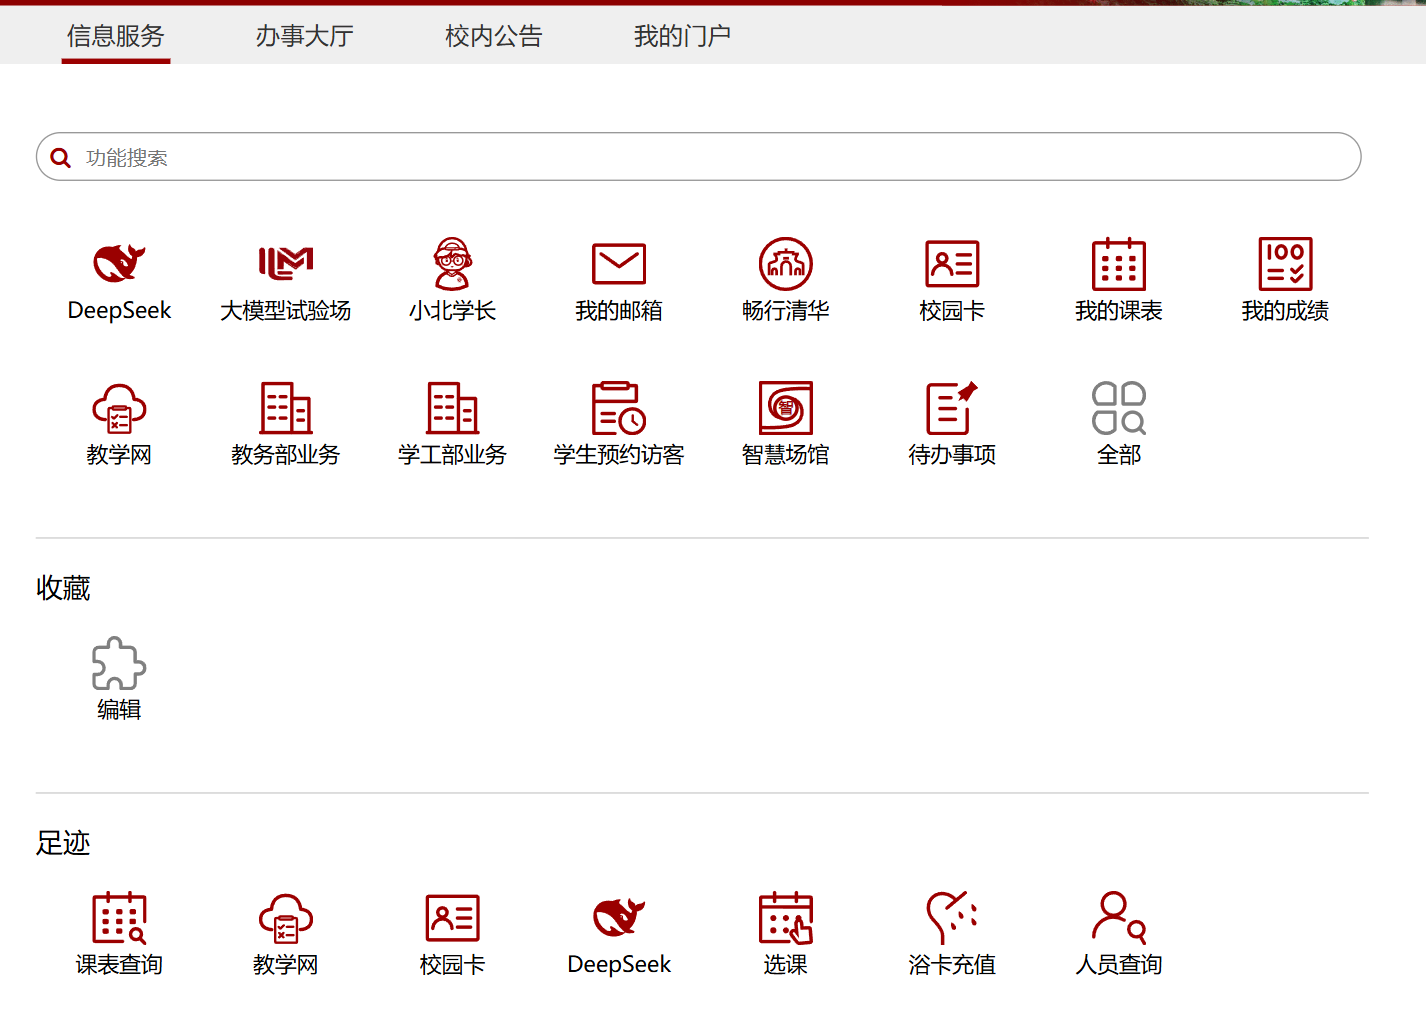 信息服务 办事大厅 校内公告 我的门户
功能搜索
DeepSeek 大模型试验场 小北学长 我的邮箱 畅行清华 校园卡 我的课表 我的成绩
教学网 教务部业务 学工部业务 学生预约访客 智慧场馆 待办事项 全部
收藏
编辑
足迹
课表查询 教学网 校园卡 DeepSeek 选课 浴卡充值 人员查询